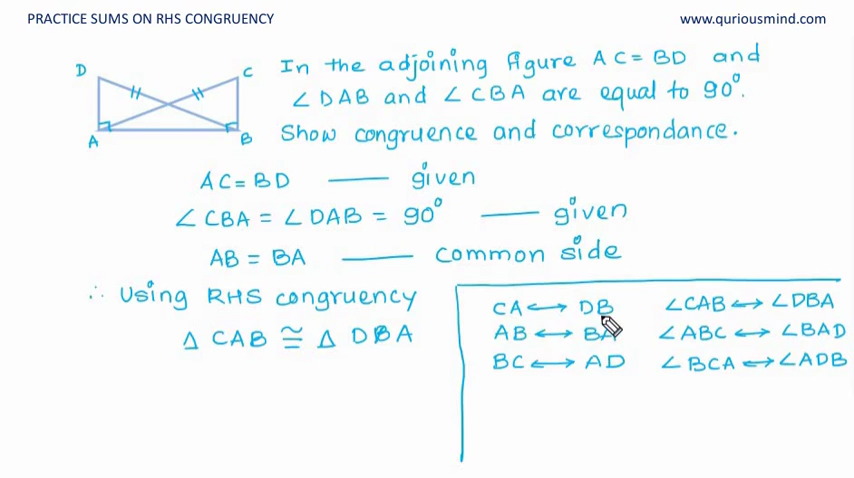 PRACTICE SUMS ON RHS CONGRUENCY
www.quriousmind.com
D
C
A
B
In the adjoining figure AC = BD and
∠DAB and ∠CBA are equal to 90°.
Show congruence and correspondance.
AC = BD —— given
∠CBA = ∠DAB = 90° —— given
AB = BA —— common side
∴ Using RHS congruency
Δ CAB ≅ Δ DBA
CA ↔ DB ∠CAB ↔ ∠DBA
AB ↔ BA ∠ABC ↔ ∠BAD
BC ↔ AD ∠BCA ↔ ∠ADB